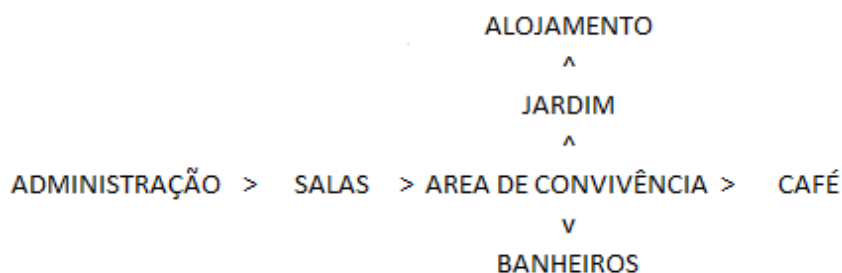 ALOJAMENTO
^
JARDIM
^
ADMINISTRAÇÃO > SALAS > AREA DE CONVIVÊNCIA > CAFÉ
v
BANHEIROS